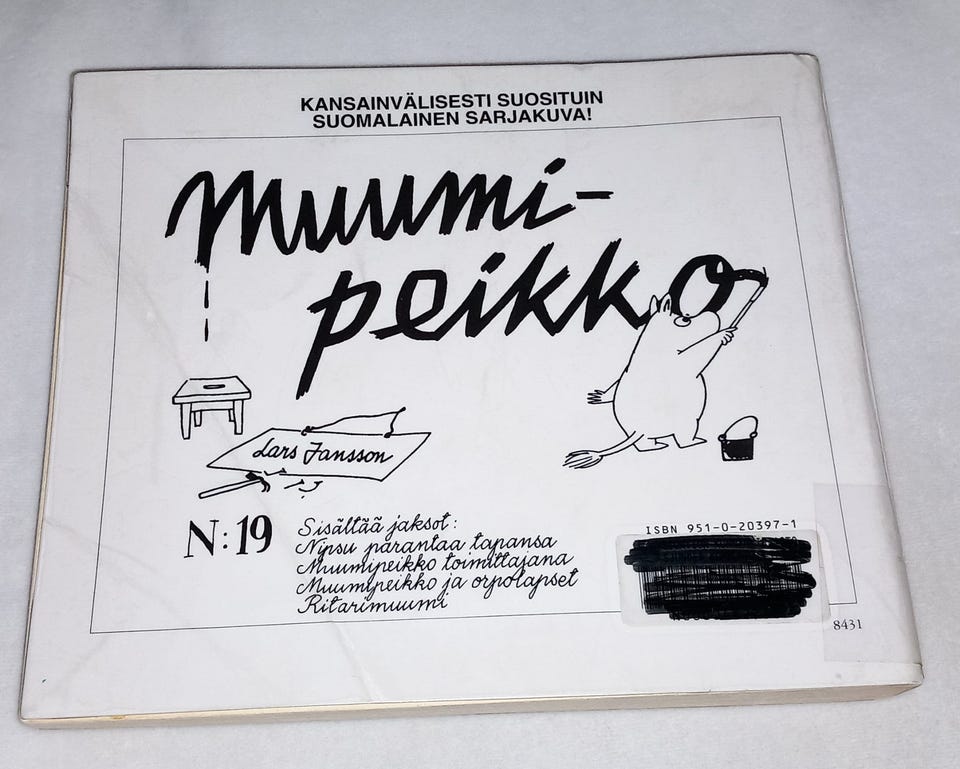 KANSAINVÄLISESTI SUOSITUIN
SUOMALAINEN SARJAKUVA!
Muumi-
peikko
Lars Jansson
N:19
Sisältää jaksot:
Nipsu parantaa tapansa
Muumipeikko toimittajana
Muumipeikko ja orpolapset
Ritarimuumi
ISBN 951-0-20397-1
8431